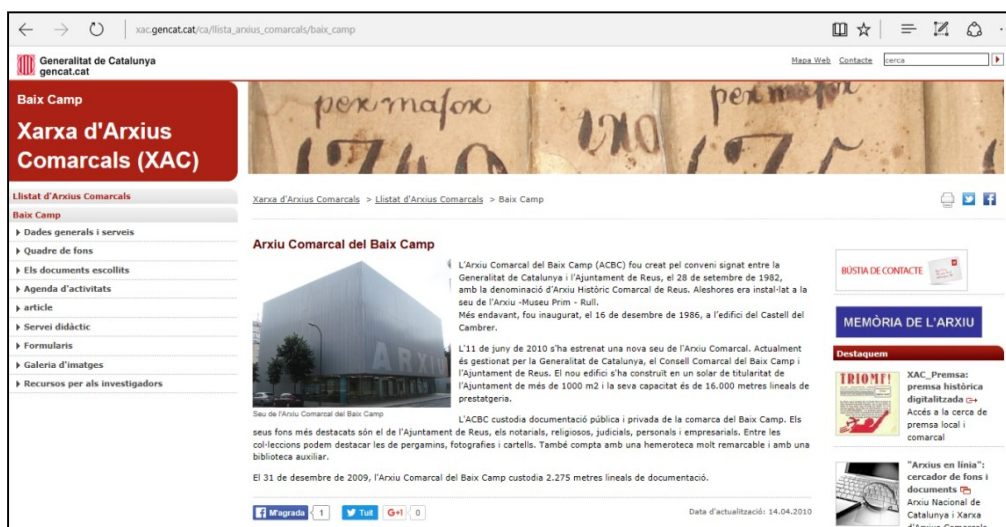 xac.gencat.cat/ca/llista_arxius_comarcals/baix_camp
Generalitat de Catalunya
gencat.cat
Mapa Web Contacte cerca
Baix Camp
Xarxa d'Arxius
Comarcals (XAC)
per major per major
1740
Llistat d'Arxius Comarcals
Baix Camp
Dades generals i serveis
Quadre de fons
Els documents escollits
Agenda d'activitats
article
Servei didàctic
Formularis
Galeria d'imatges
Recursos per als investigadors
Xarxa d'Arxius Comarcals > Llistat d'Arxius Comarcals > Baix Camp
Arxiu Comarcal del Baix Camp
ARXIU
Seu de l'Arxiu Comarcal del Baix Camp
L'Arxiu Comarcal del Baix Camp (ACBC) fou creat pel conveni signat entre la
Generalitat de Catalunya i l'Ajuntament de Reus, el 28 de setembre de 1982,
amb la denominació d'Arxiu Històric Comarcal de Reus. Aleshores era instal·lat a la
seu de l'Arxiu -Museu Prim - Rull.
Més endavant, fou inaugurat, el 16 de desembre de 1986, a l'edifici del Castell del
Cambrer.
L'11 de juny de 2010 s'ha estrenat una nova seu de l'Arxiu Comarcal. Actualment
és gestionat per la Generalitat de Catalunya, el Consell Comarcal del Baix Camp i
l'Ajuntament de Reus. El nou edifici s'ha construït en un solar de titularitat de
l'Ajuntament de més de 1000 m2 i la seva capacitat és de 16.000 metres lineals de
prestatgeria.
L'ACBC custodia documentació pública i privada de la comarca del Baix Camp. Els
seus fons més destacats són el de l'Ajuntament de Reus, els notarials, religiosos, judicials, personals i empresarials. Entre les
col·leccions podem destacar les de pergamins, fotografies i cartells. També compta amb una hemeroteca molt remarcable i amb una
biblioteca auxiliar.
El 31 de desembre de 2009, l'Arxiu Comarcal del Baix Camp custodia 2.275 metres lineals de documentació.
M'agrada 1 Tuit G+1 0
Data d'actualització: 14.04.2010
BÚSTIA DE CONTACTE
MEMÒRIA DE L'ARXIU
Destaquem
TRIOMF!
XAC_Premsa:
premsa històrica
digitalitzada
Accés a la cerca de
premsa local i
comarcal
"Arxius en línia":
cercador de fons i
documents
Arxiu Nacional de
Catalunya i Xarxa
d'Arxius Comarcals